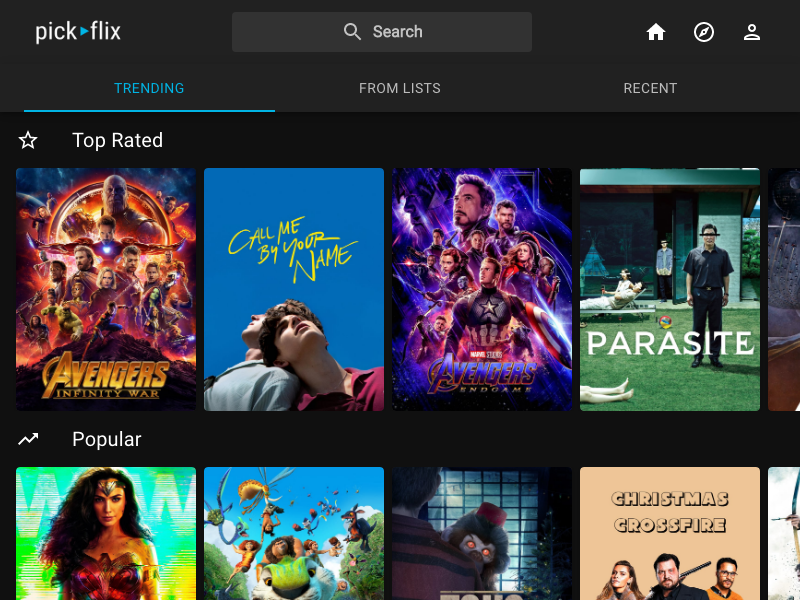 pick flix
Search
TRENDING
FROM LISTS
RECENT
Top Rated
AVENGERS
INFINITY WAR
CALL ME
BY YOUR
NAME
MARVEL STUDIOS
AVENGERS
ENDGAME
PARASITE
Popular
CHRISTMAS
CROSSFIRE